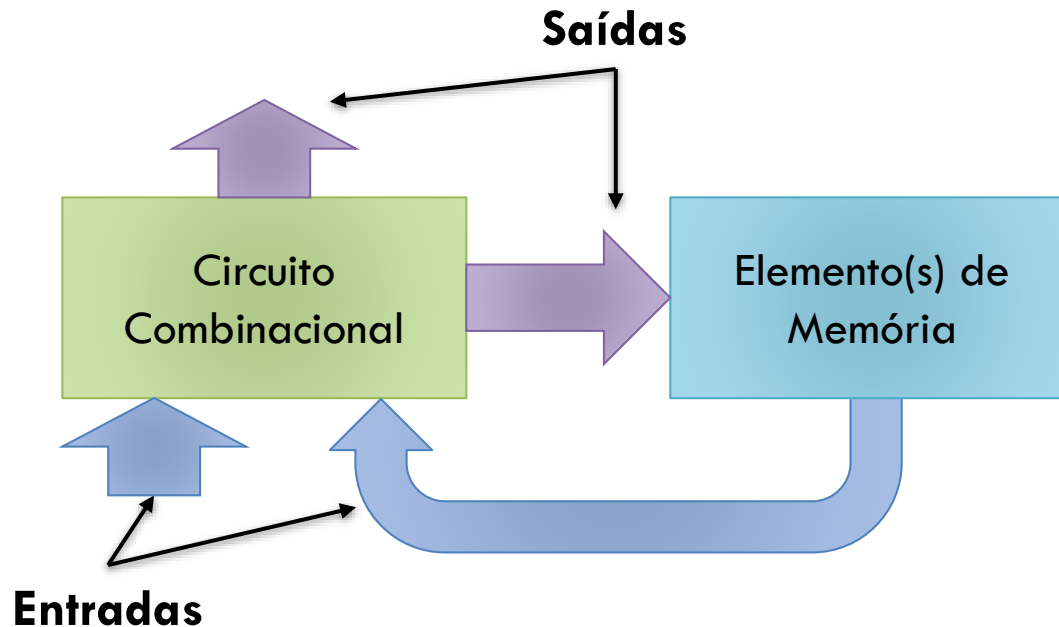 Saídas
Circuito
Combinacional
Elemento(s) de
Memória
Entradas